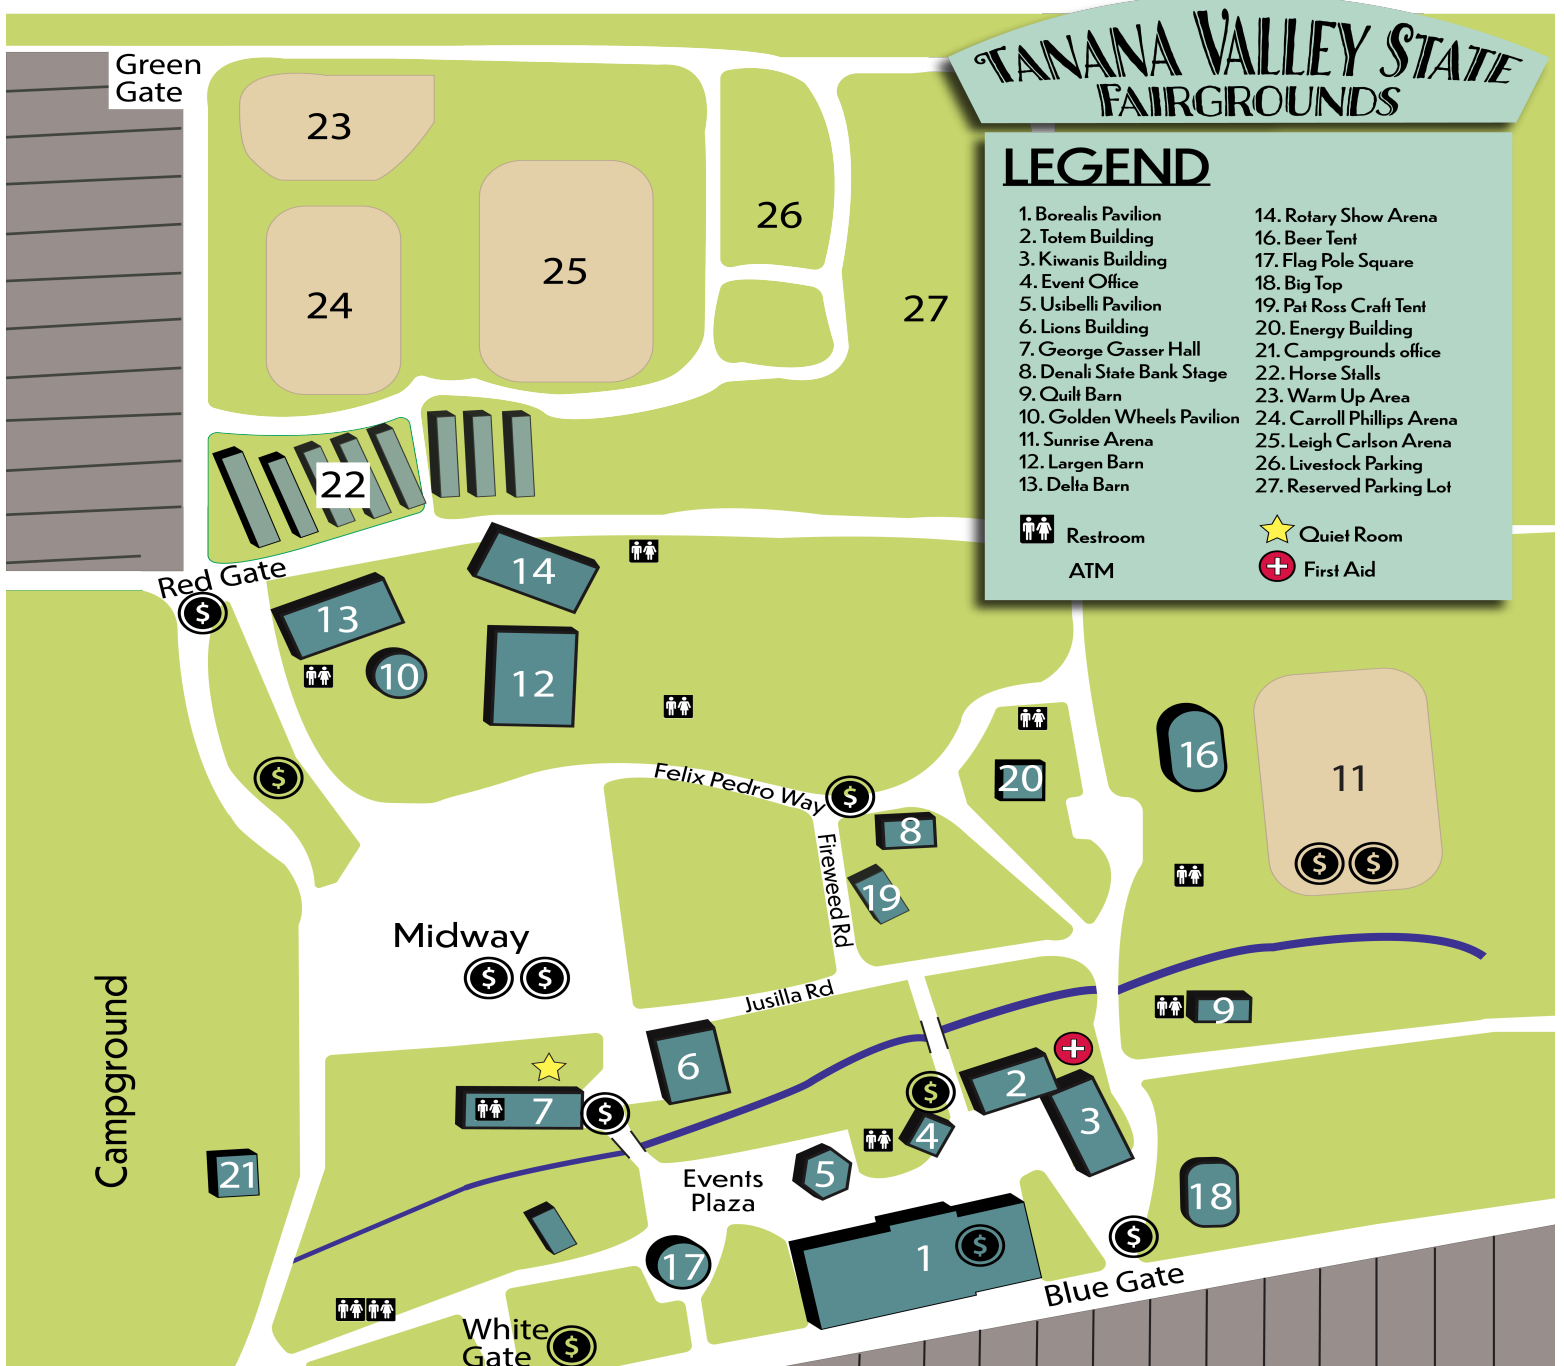 TANANA VALLEY STATE
FAIRGROUNDS
LEGEND
1. Borealis Pavilion
2. Totem Building
3. Kiwanis Building
4. Event Office
5. Usibelli Pavilion
6. Lions Building
7. George Gasser Hall
8. Denali State Bank Stage
9. Quilt Barn
10. Golden Wheels Pavilion
11. Sunrise Arena
12. Largen Barn
13. Delta Barn
14. Rotary Show Arena
16. Beer Tent
17. Flag Pole Square
18. Big Top
19. Pat Ross Craft Tent
20. Energy Building
21. Campgrounds office
22. Horse Stalls
23. Warm Up Area
24. Carroll Phillips Arena
25. Leigh Carlson Arena
26. Livestock Parking
27. Reserved Parking Lot
Restroom
ATM
Quiet Room
First Aid
Green
Gate
23
24
25
26
27
22
Red Gate
$
13
14
10
12
$
Felix Pedro Way
$
Fireweed Rd
8
19
20
16
11
$ $
Midway
$ $
Jusilla Rd
Campground
6
7
$
9
2
3
$
4
5
Events
Plaza
21
17
1
$
18
$
Blue Gate
White
Gate
$